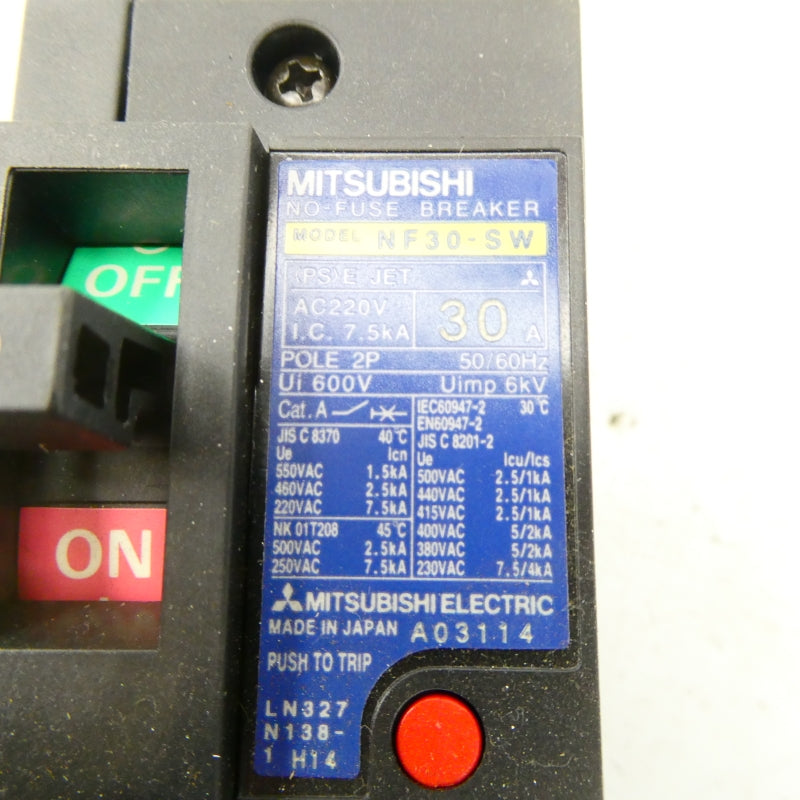 OFF
ON
MITSUBISHI
NO-FUSE BREAKER
MODEL NF30-SW
⟨PS⟩E JET
AC220V
I.C. 7.5kA
30 A
POLE 2P 50/60Hz
Ui 600V Uimp 6kV
Cat. A
JIS C 8370 40℃
Ue Icn
550VAC 1.5kA
460VAC 2.5kA
220VAC 7.5kA
NK 01T208 45℃
500VAC 2.5kA
250VAC 7.5kA
IEC60947-2 30℃
EN60947-2
JIS C 8201-2
Ue Icu/Ics
500VAC 2.5/1kA
440VAC 2.5/1kA
415VAC 2.5/1kA
400VAC 5/2kA
380VAC 5/2kA
230VAC 7.5/4kA
MITSUBISHI ELECTRIC
MADE IN JAPAN A03114
PUSH TO TRIP
LN327
N138-
1 H14